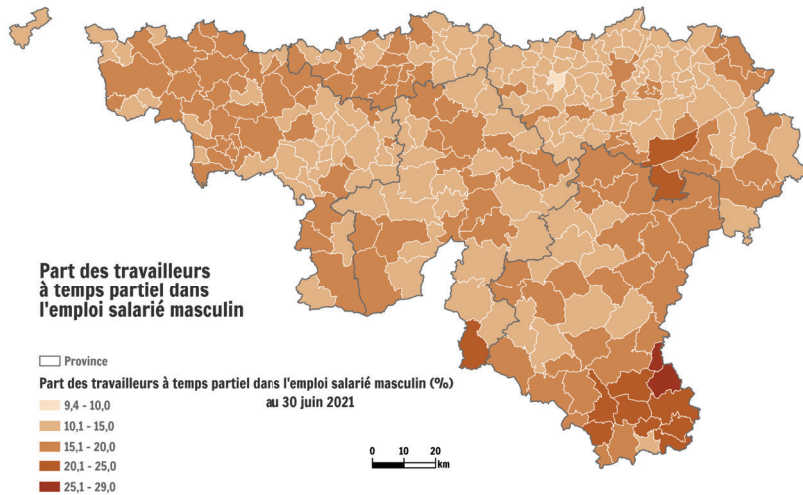 Part des travailleurs
à temps partiel dans
l'emploi salarié masculin
Province
Part des travailleurs à temps partiel dans l'emploi salarié masculin (%)
au 30 juin 2021
9,4 - 10,0
10,1 - 15,0
15,1 - 20,0
20,1 - 25,0
25,1 - 29,0
0 10 20
km